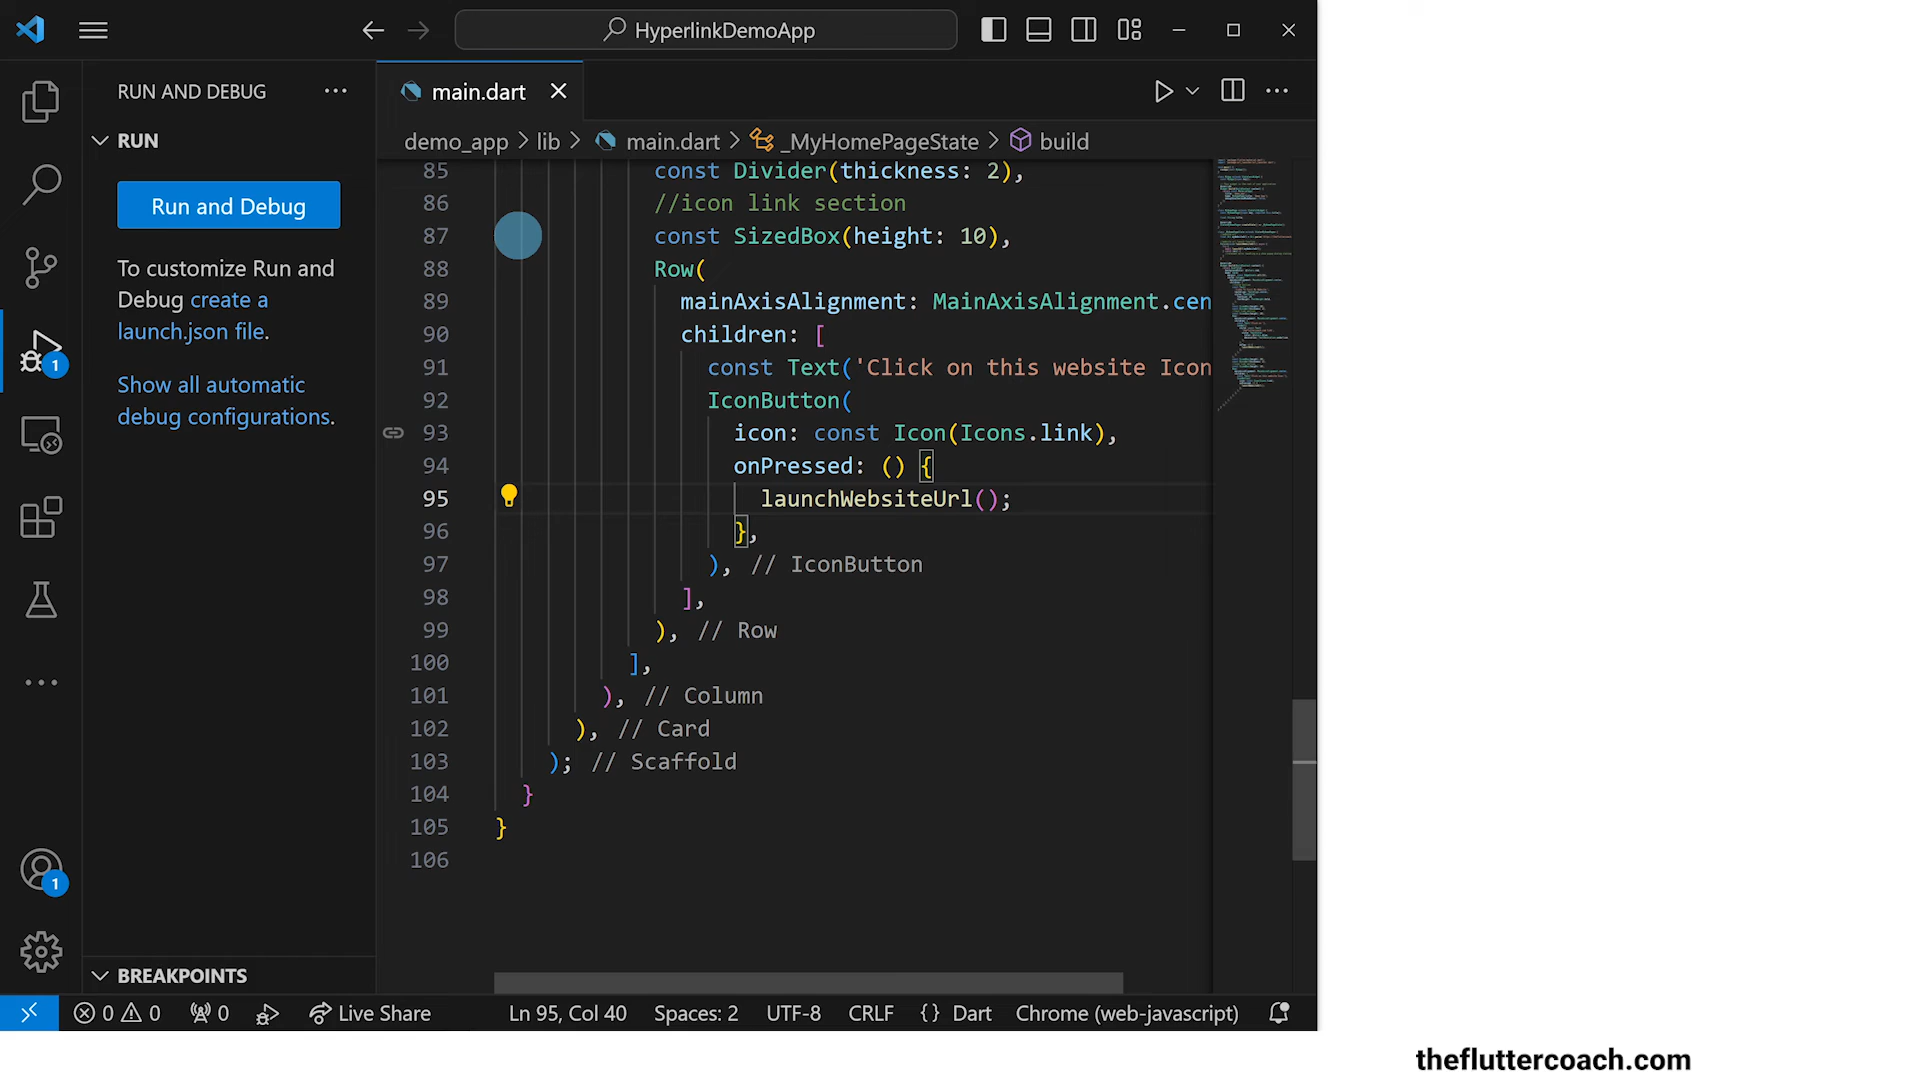 HyperlinkDemoApp
RUN AND DEBUG
RUN
Run and Debug
To customize Run and
Debug create a
launch.json file.
Show all automatic
debug configurations.
BREAKPOINTS
1
1
main.dart
demo_app > lib > main.dart > _MyHomePageState > build
85 const Divider(thickness: 2),
86 //icon link section
87 const SizedBox(height: 10),
88 Row(
89 mainAxisAlignment: MainAxisAlignment.cen
90 children: [
91 const Text('Click on this website Icon
92 IconButton(
93 icon: const Icon(Icons.link),
94 onPressed: () {
95 launchWebsiteUrl();
96 },
97 ), // IconButton
98 ],
99 ), // Row
100 ],
101 ), // Column
102 ), // Card
103 ); // Scaffold
104 }
105 }
106
0 0 0 Live Share Ln 95, Col 40 Spaces: 2 UTF-8 CRLF {} Dart Chrome (web-javascript)
thefluttercoach.com